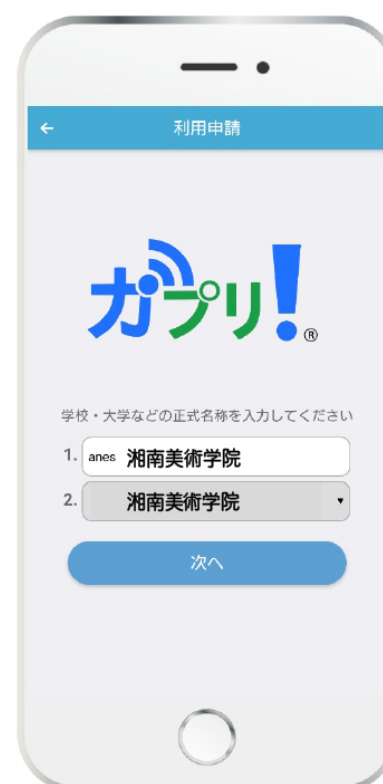 ← 利用申請
ガプリ!®
学校・大学などの正式名称を入力してください
1. anes 湘南美術学院
2. 湘南美術学院 ▼
次へ